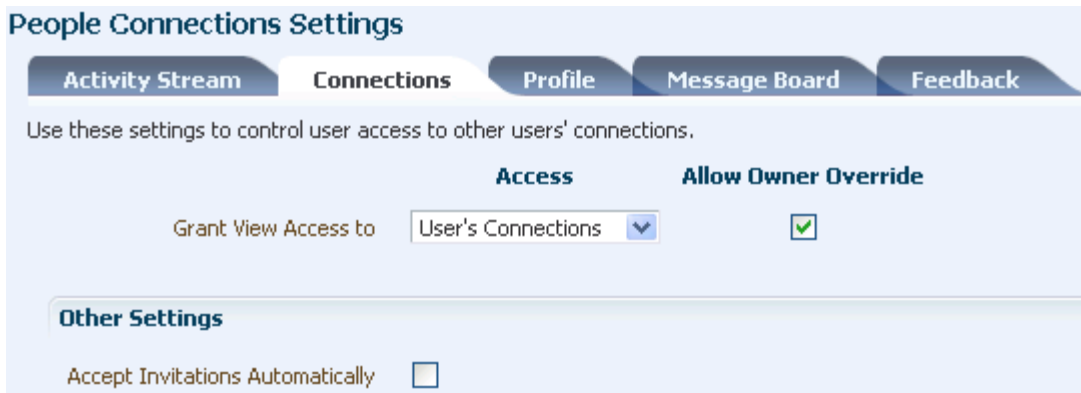 People Connections Settings
Activity Stream Connections Profile Message Board Feedback
Use these settings to control user access to other users' connections.
Access Allow Owner Override
Grant View Access to User's Connections
Other Settings
Accept Invitations Automatically